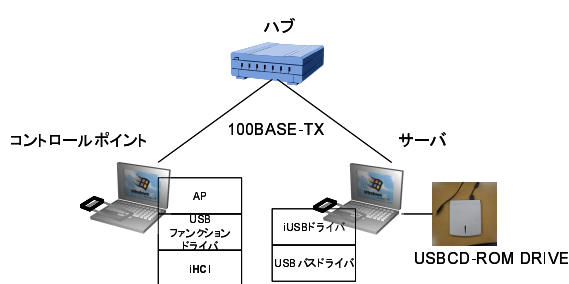 ハブ
100BASE-TX
コントロールポイント
サーバ
AP
USB
ファンクション
ドライバ
iHCI
iUSBドライバ
USBバスドライバ
USBCD-ROM DRIVE